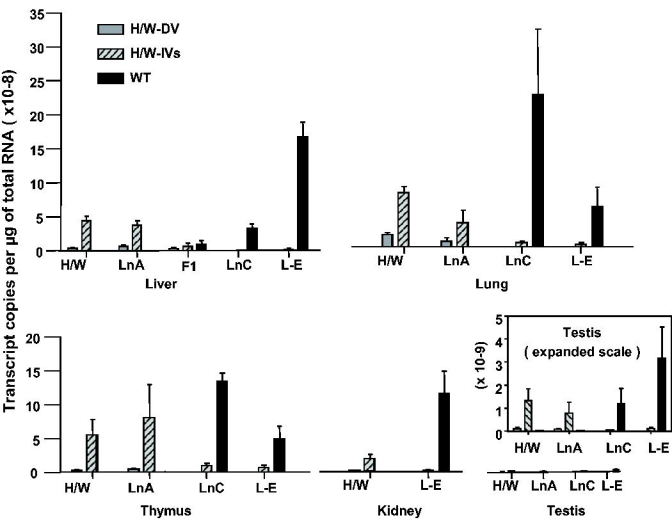 Transcript copies per µg of total RNA ( x10-8)
35
30
25
20
15
10
5
0
H/W-DV
H/W-IVs
WT
H/W LnA F1 LnC L-E
Liver
H/W LnA LnC L-E
Lung
20
15
10
5
0
H/W LnA LnC L-E
Thymus
H/W L-E
Kidney
5
4
3
2
1
0
(x 10-9)
Testis
( expanded scale )
H/W LnA LnC L-E
H/W LnA LnC L-E
Testis